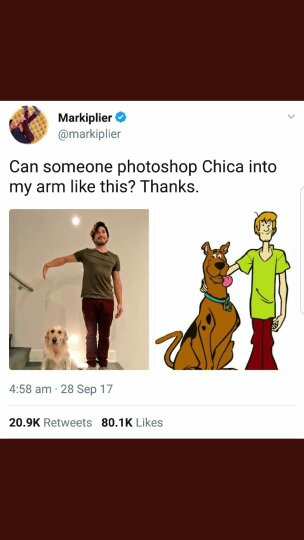 Markiplier
@markiplier
Can someone photoshop Chica into
my arm like this? Thanks.
4:58 am · 28 Sep 17
20.9K Retweets 80.1K Likes